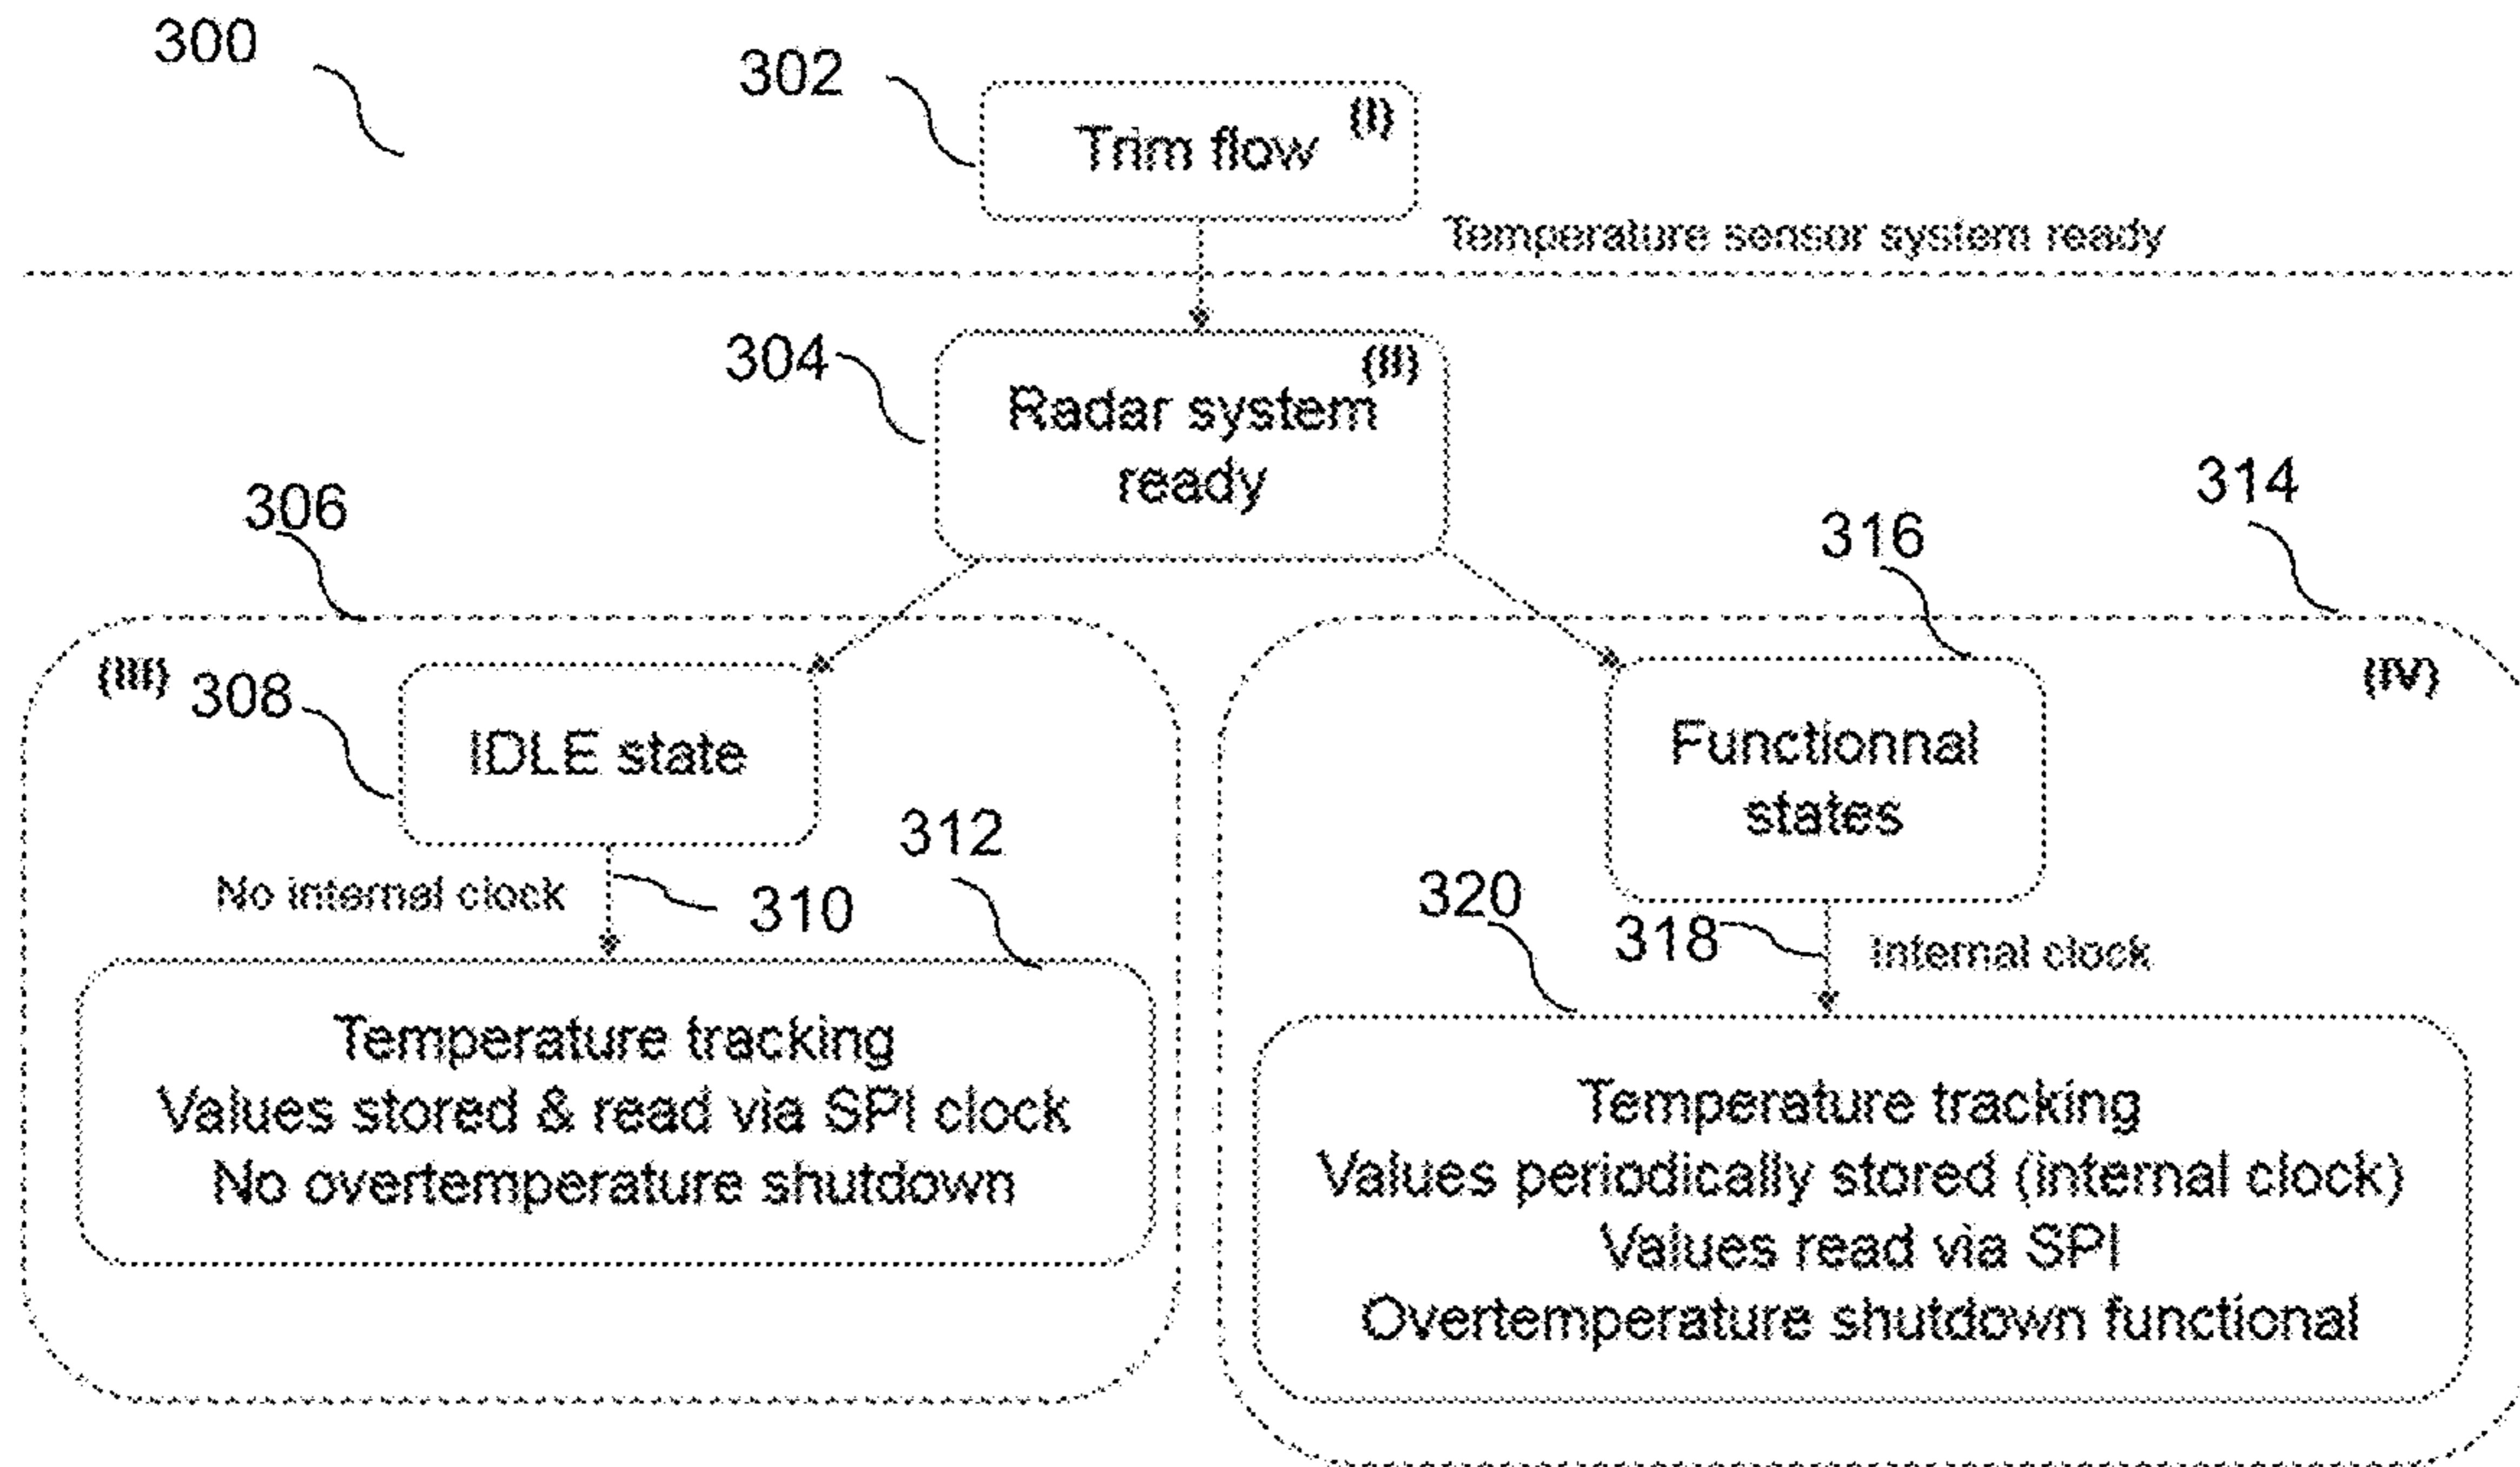 300
302
(I)
Trim flow
Temperature sensor system ready
304
(II)
Radar system
ready
306
314
316
(III)
308
IDLE state
(IV)
Functionnal
states
312
No internal clock
310
320
318
Internal clock
Temperature tracking
Values stored & read via SPI clock
No overtemperature shutdown
Temperature tracking
Values periodically stored (internal clock)
Values read via SPI
Overtemperature shutdown functional